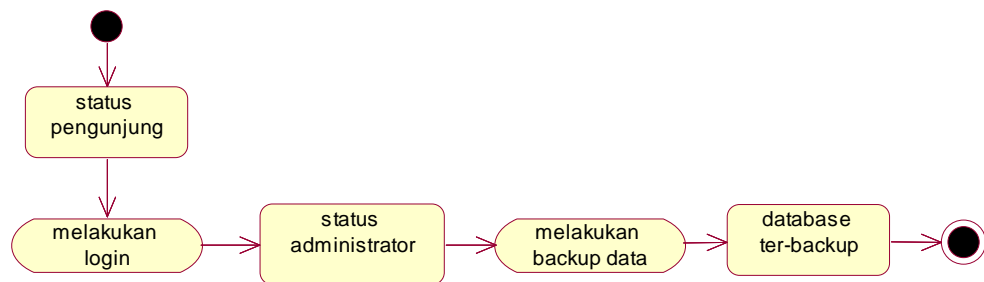 status
pengunjung
melakukan
login
status
administrator
melakukan
backup data
database
ter-backup